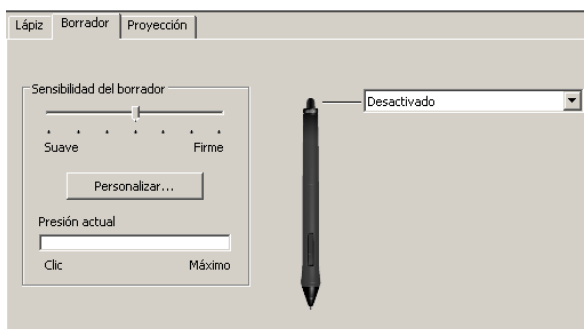 Lápiz Borrador Proyección
Sensibilidad del borrador
Suave Firme
Personalizar...
Presión actual
Clic Máximo
Desactivado